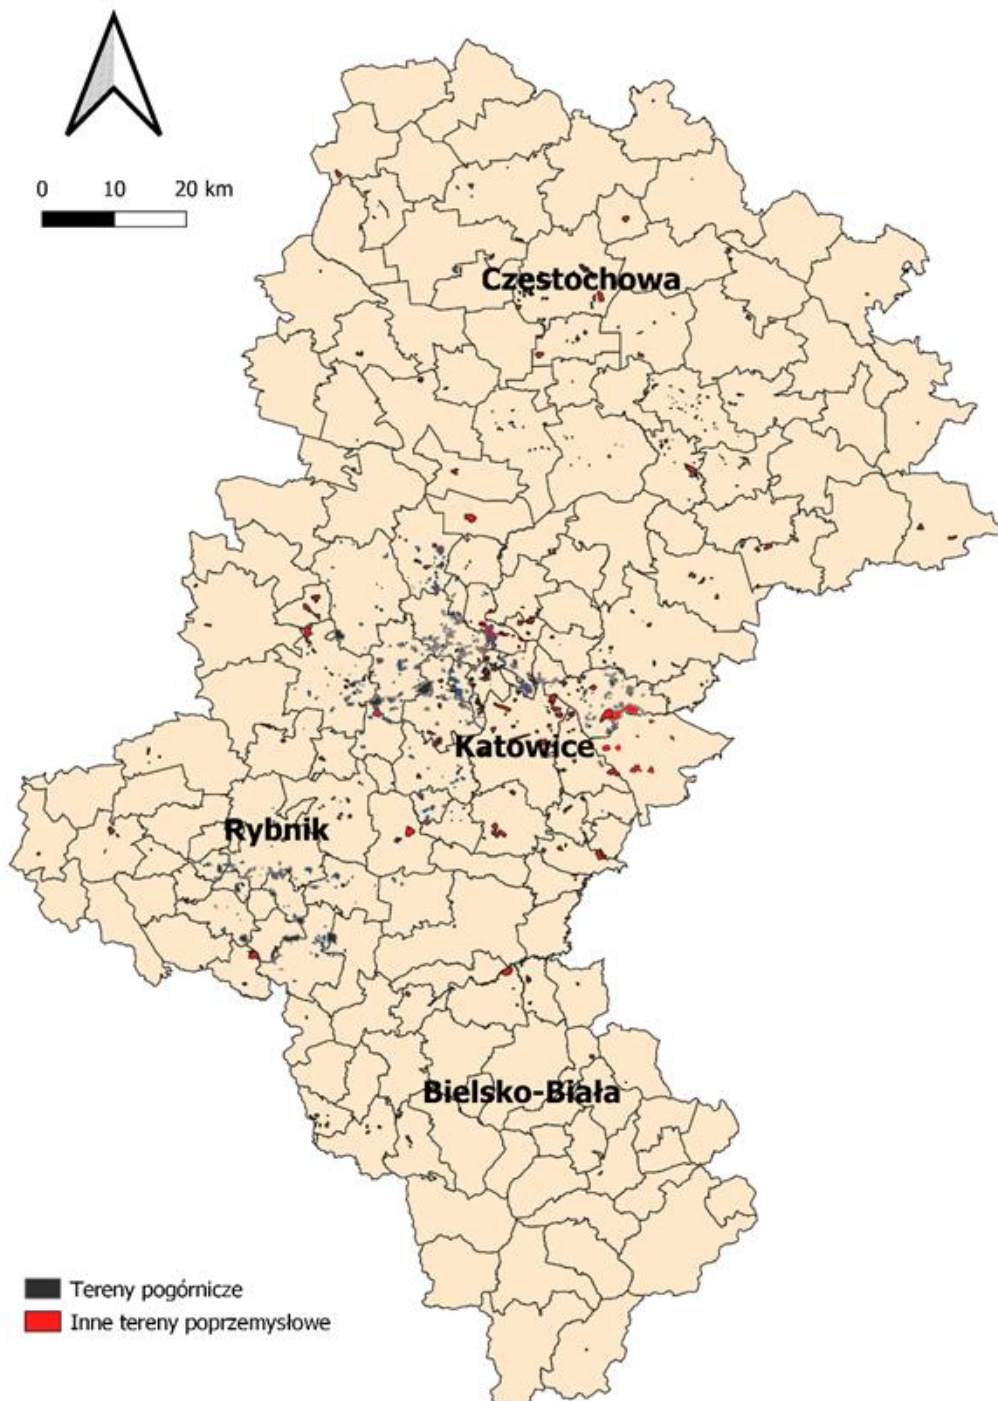 0 10 20 km
Częstochowa
Katowice
Rybnik
Bielsko-Biała
Tereny pogórnicze
Inne tereny poprzemysłowe